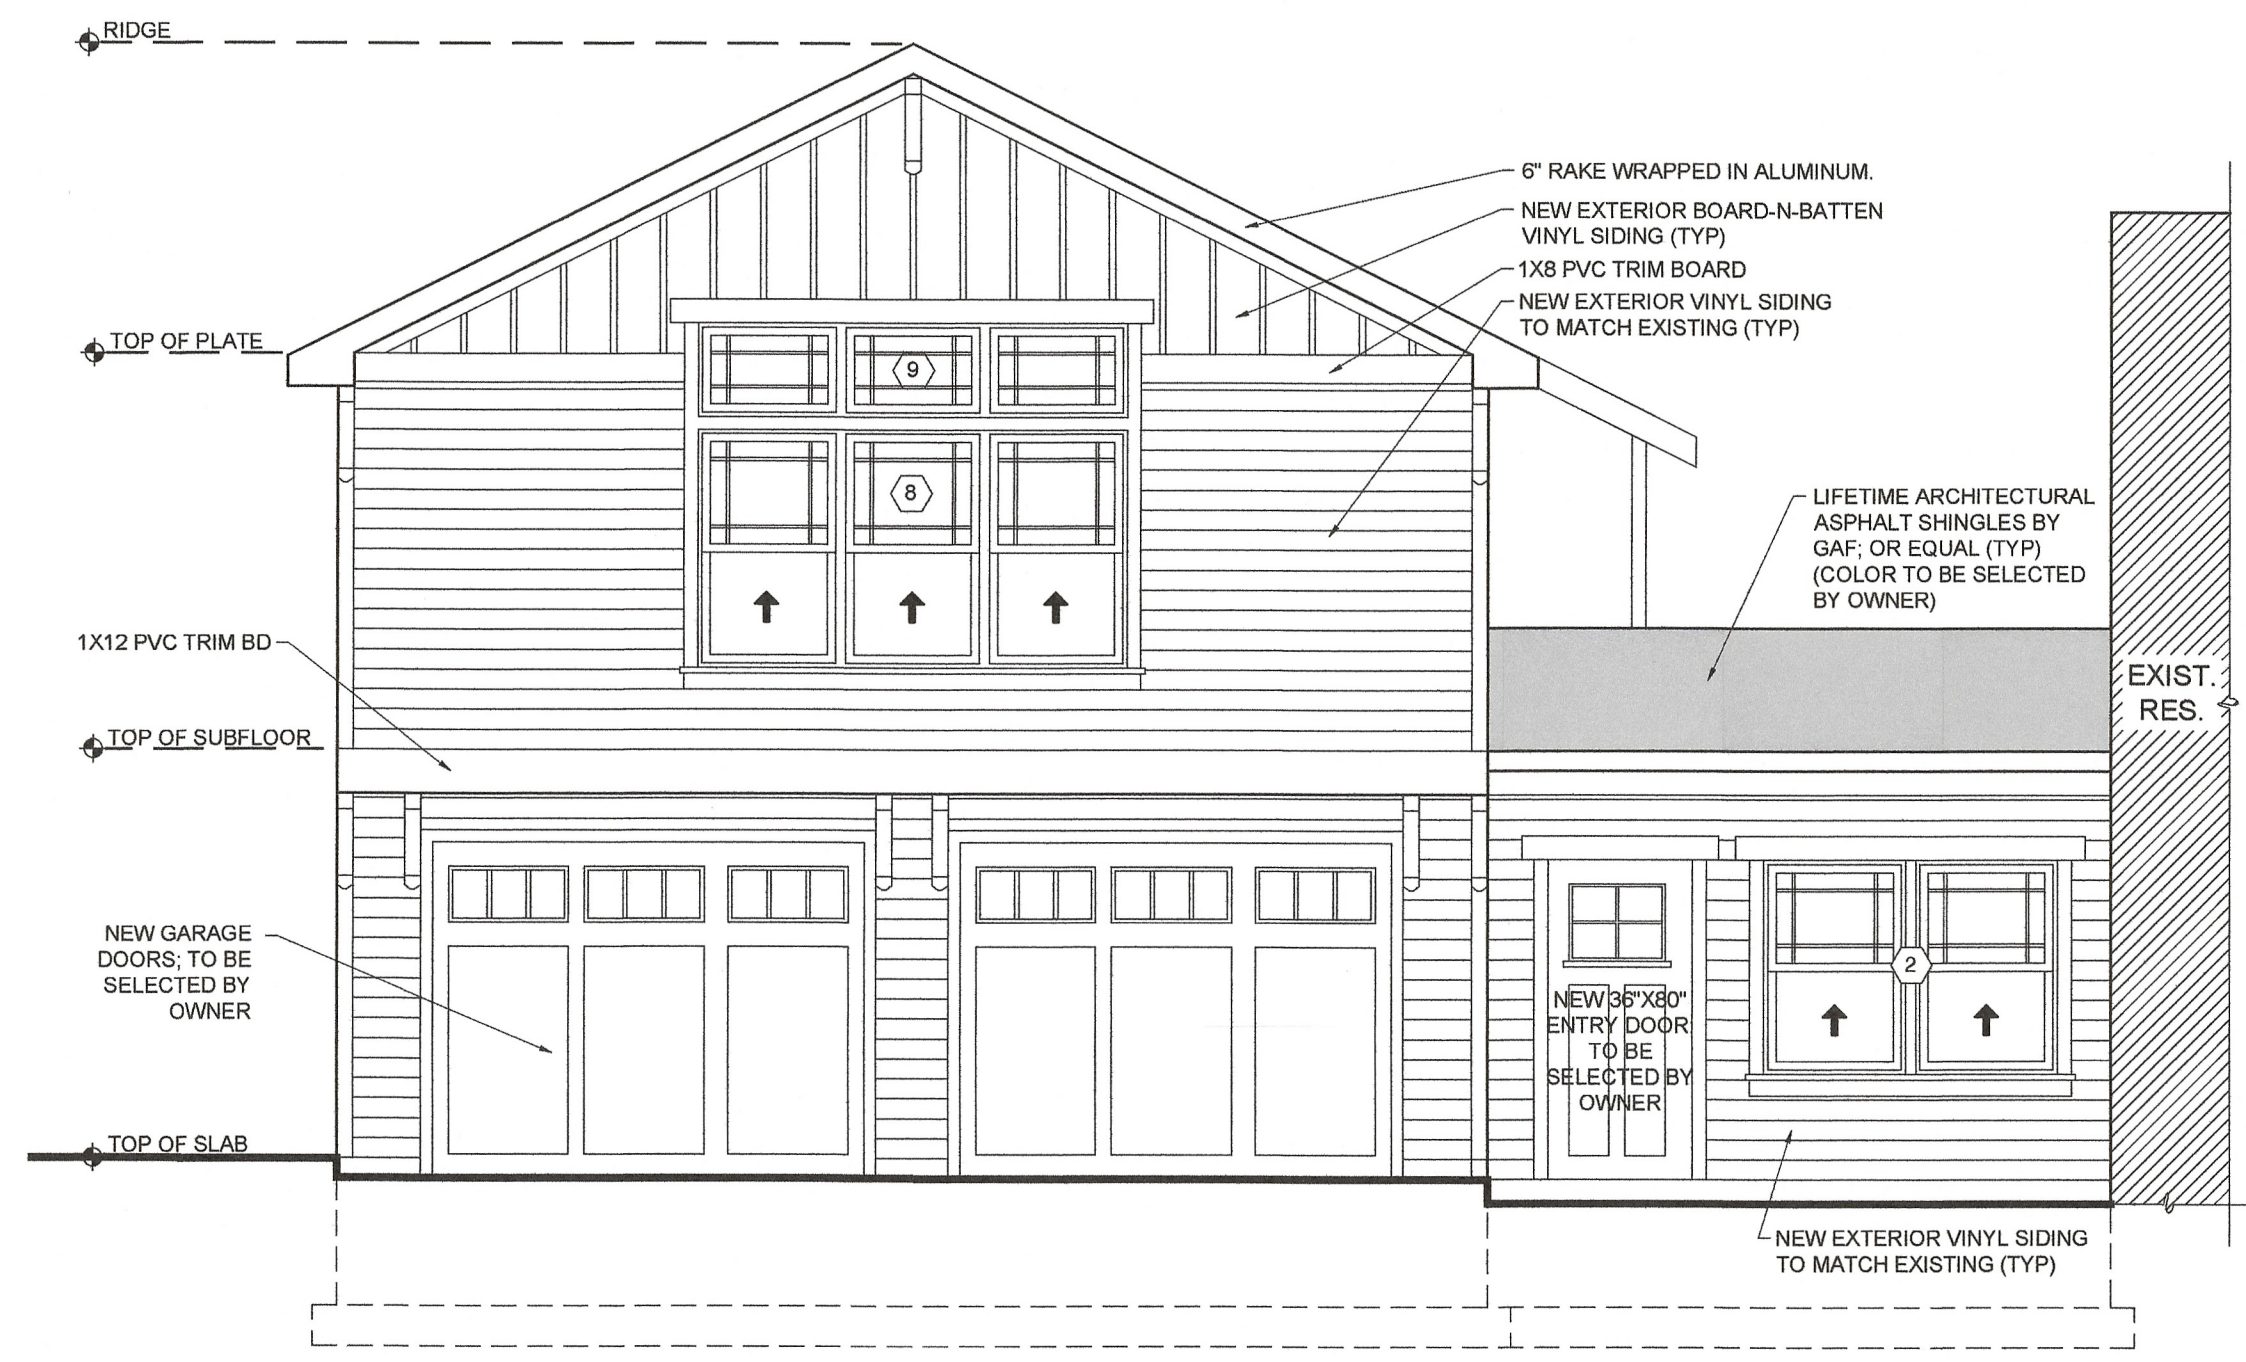 RIDGE
6" RAKE WRAPPED IN ALUMINUM.
NEW EXTERIOR BOARD-N-BATTEN
VINYL SIDING (TYP)
1X8 PVC TRIM BOARD
NEW EXTERIOR VINYL SIDING
TO MATCH EXISTING (TYP)
TOP OF PLATE
9
8
LIFETIME ARCHITECTURAL
ASPHALT SHINGLES BY
GAF; OR EQUAL (TYP)
(COLOR TO BE SELECTED
BY OWNER)
1X12 PVC TRIM BD
EXIST.
RES.
TOP OF SUBFLOOR
NEW GARAGE
DOORS; TO BE
SELECTED BY
OWNER
2
NEW 36"X80"
ENTRY DOOR
TO BE
SELECTED BY
OWNER
TOP OF SLAB
NEW EXTERIOR VINYL SIDING
TO MATCH EXISTING (TYP)